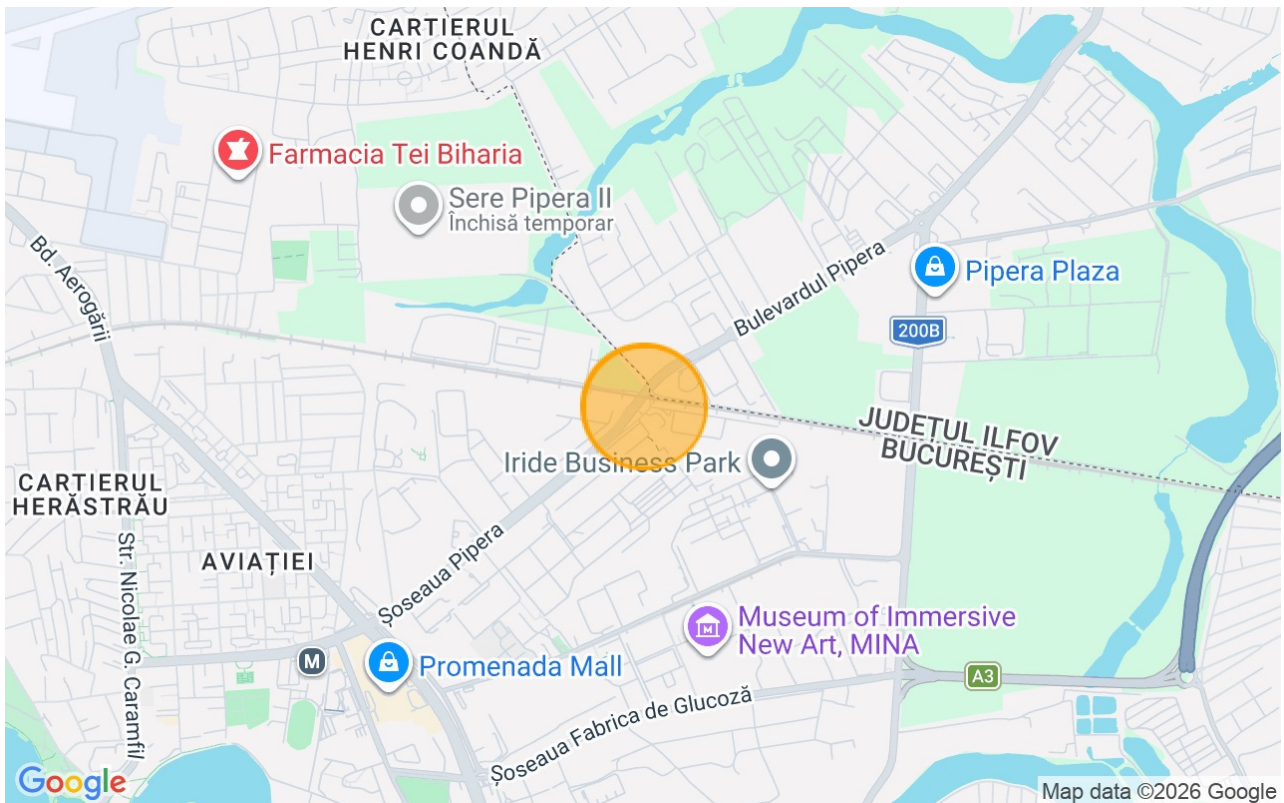 CARTIERUL
HENRI COANDĂ
Farmacia Tei Biharia
Sere Pipera II
Închisă temporar
Bd. Aerogării
Bulevardul Pipera
Pipera Plaza
200B
JUDEȚUL ILFOV
BUCUREȘTI
Iride Business Park
CARTIERUL
HERĂSTRĂU
AVIAȚIEI
Șoseaua Pipera
Str. Nicolae G. Caramfil
Museum of Immersive
New Art, MINA
M
Promenada Mall
A3
Șoseaua Fabrica de Glucoză
Google
Map data ©2026 Google